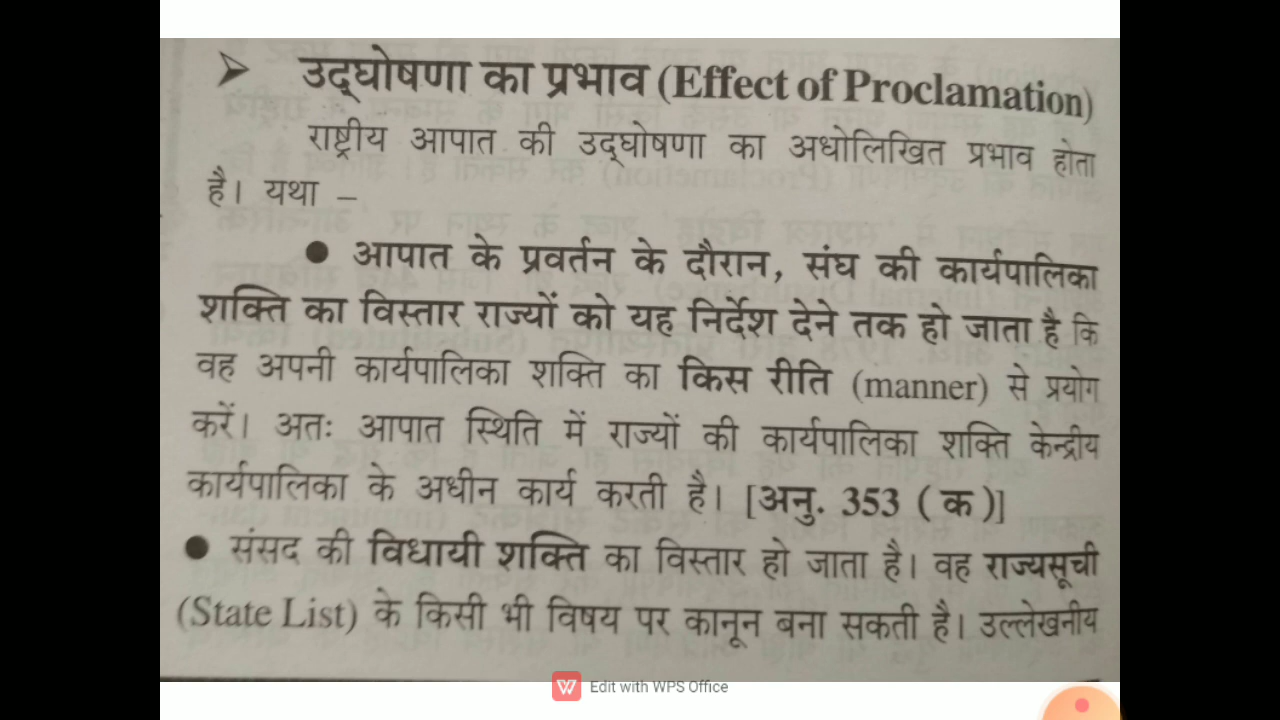 ➤ उद्घोषणा का प्रभाव (Effect of Proclamation)
राष्ट्रीय आपात की उद्घोषणा का अधोलिखित प्रभाव होता
है। यथा –
● आपात के प्रवर्तन के दौरान, संघ की कार्यपालिका
शक्ति का विस्तार राज्यों को यह निर्देश देने तक हो जाता है कि
वह अपनी कार्यपालिका शक्ति का किस रीति (manner) से प्रयोग
करें। अतः आपात स्थिति में राज्यों की कार्यपालिका शक्ति केन्द्रीय
कार्यपालिका के अधीन कार्य करती है। [अनु. 353 (क)]
● संसद की विधायी शक्ति का विस्तार हो जाता है। वह राज्यसूची
(State List) के किसी भी विषय पर कानून बना सकती है। उल्लेखनीय
Edit with WPS Office